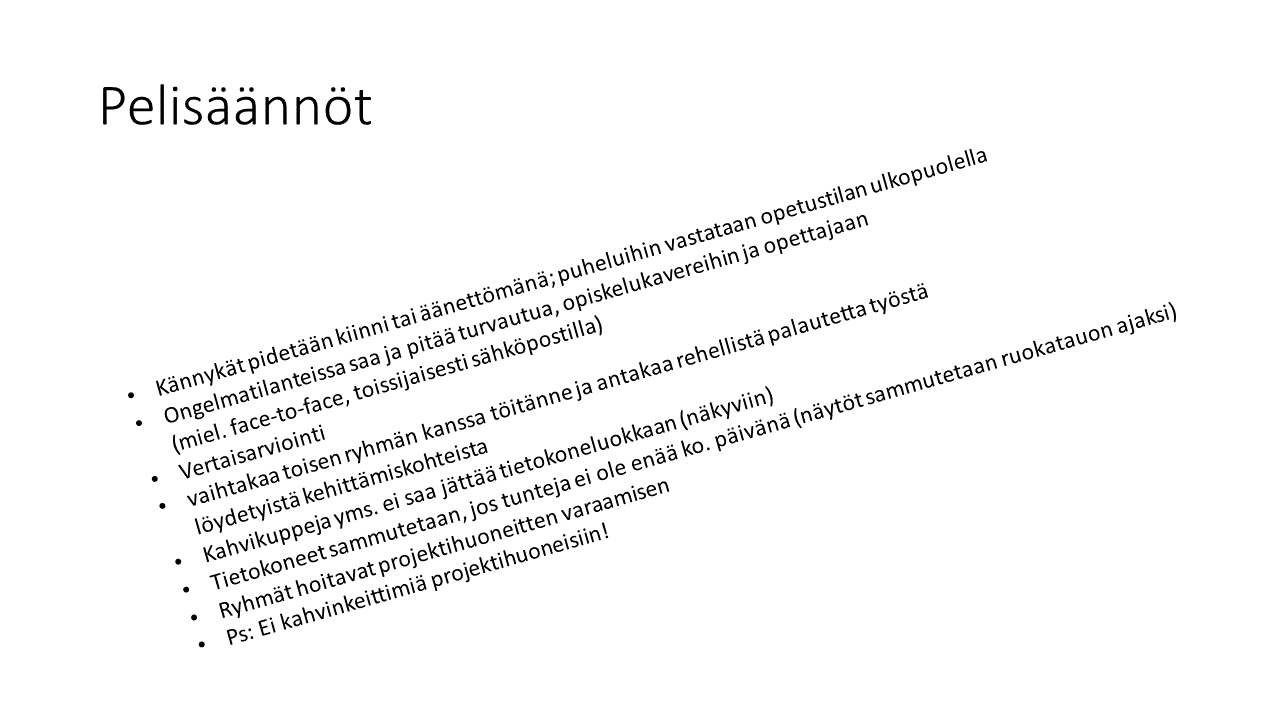 Pelisäännöt
• Kännykät pidetään kiinni tai äänettömänä; puheluihin vastataan opetustilan ulkopuolella
• Ongelmatilanteissa saa ja pitää turvautua, opiskelukavereihin ja opettajaan
(miel. face-to-face, toissijaisesti sähköpostilla)
• Vertaisarviointi
• vaihtakaa toisen ryhmän kanssa töitänne ja antakaa rehellistä palautetta työstä
löydetyistä kehittämiskohteista
• Kahvikuppeja yms. ei saa jättää tietokoneluokkaan (näkyviin)
• Tietokoneet sammutetaan, jos tunteja ei ole enää ko. päivänä (näytöt sammutetaan ruokatauon ajaksi)
• Ryhmät hoitavat projektihuoneitten varaamisen
• Ps: Ei kahvinkeittimiä projektihuoneisiin!